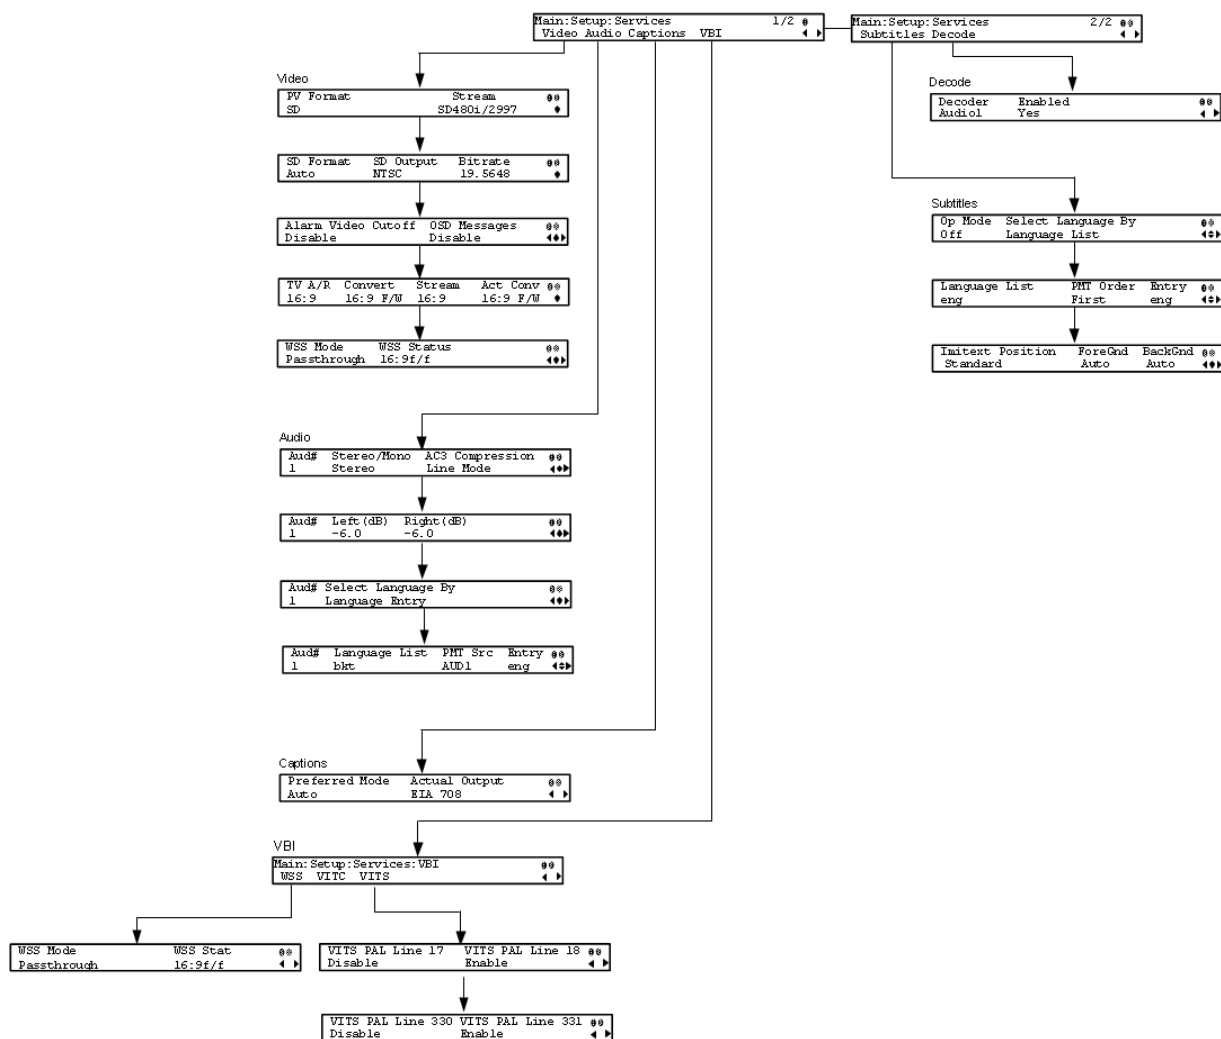 Main:Setup:Services 1/2
Video Audio Captions VBI
Main:Setup:Services 2/2
Subtitles Decode
Video
PV Format Stream
SD SD480i/2997
SD Format SD Output Bitrate
Auto NTSC 19.5648
Alarm Video Cutoff OSD Messages
Disable Disable
TV A/R Convert Stream Act Conv
16:9 16:9 F/W 16:9 16:9 F/W
WSS Mode WSS Status
Passthrough 16:9f/f
Decode
Decoder Enabled
Audio1 Yes
Subtitles
Op Mode Select Language By
Off Language List
Language List PMT Order Entry
eng First eng
Imitext Position ForeGnd BackGnd
Standard Auto Auto
Audio
Aud# Stereo/Mono AC3 Compression
1 Stereo Line Mode
Aud# Left(dB) Right(dB)
1 -6.0 -6.0
Aud# Select Language By
1 Language Entry
Aud# Language List PMT Src Entry
1 bkt AUD1 eng
Captions
Preferred Mode Actual Output
Auto EIA 708
VBI
Main:Setup:Services:VBI
WSS VITC VITS
WSS Mode WSS Stat
Passthrough 16:9f/f
VITS PAL Line 17 VITS PAL Line 18
Disable Enable
VITS PAL Line 330 VITS PAL Line 331
Disable Enable